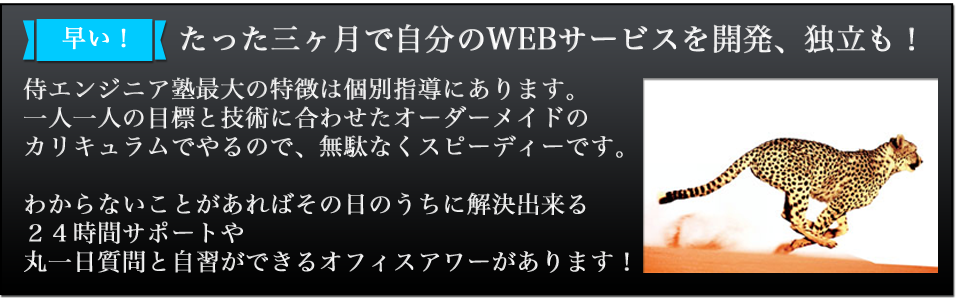 早い！
たった三ヶ月で自分のWEBサービスを開発、独立も！
侍エンジニア塾最大の特徴は個別指導にあります。
一人一人の目標と技術に合わせたオーダーメイドの
カリキュラムでやるので、無駄なくスピーディーです。
わからないことがあればその日のうちに解決出来る
２４時間サポートや
丸一日質問と自習ができるオフィスアワーがあります！